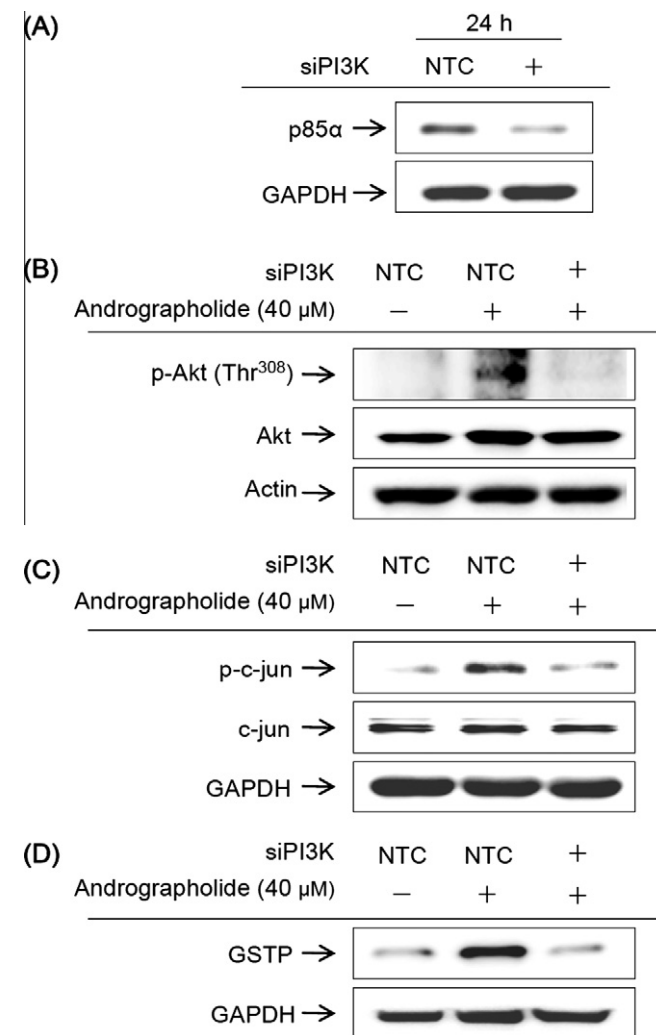 (A)
24 h
siPI3K NTC +
p85α →
GAPDH →
(B)
siPI3K NTC NTC +
Andrographolide (40 μM) − + +
p-Akt (Thr³⁰⁸) →
Akt →
Actin →
(C)
siPI3K NTC NTC +
Andrographolide (40 μM) − + +
p-c-jun →
c-jun →
GAPDH →
(D)
siPI3K NTC NTC +
Andrographolide (40 μM) − + +
GSTP →
GAPDH →